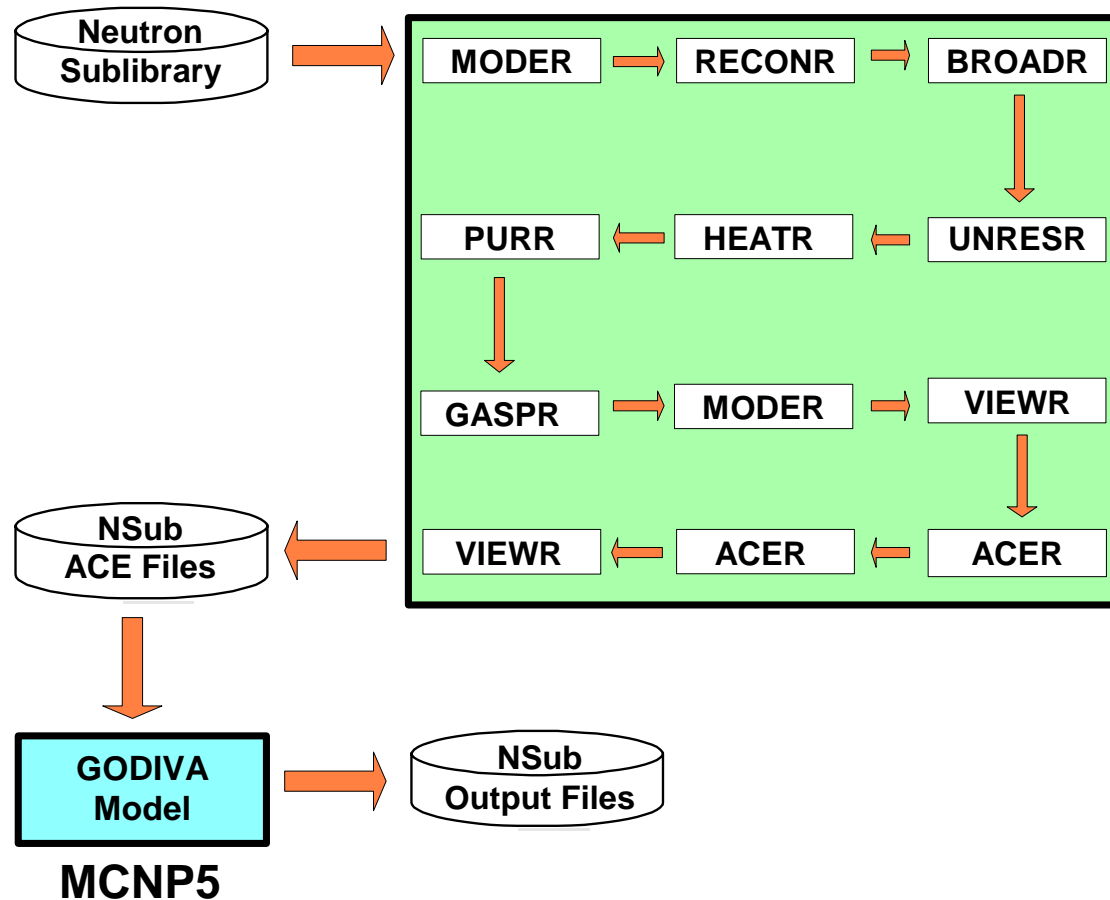 Neutron
Sublibrary
MODER
RECONR
BROADR
PURR
HEATR
UNRESR
GASPR
MODER
VIEWR
NSub
ACE Files
VIEWR
ACER
ACER
GODIVA
Model
NSub
Output Files
MCNP5